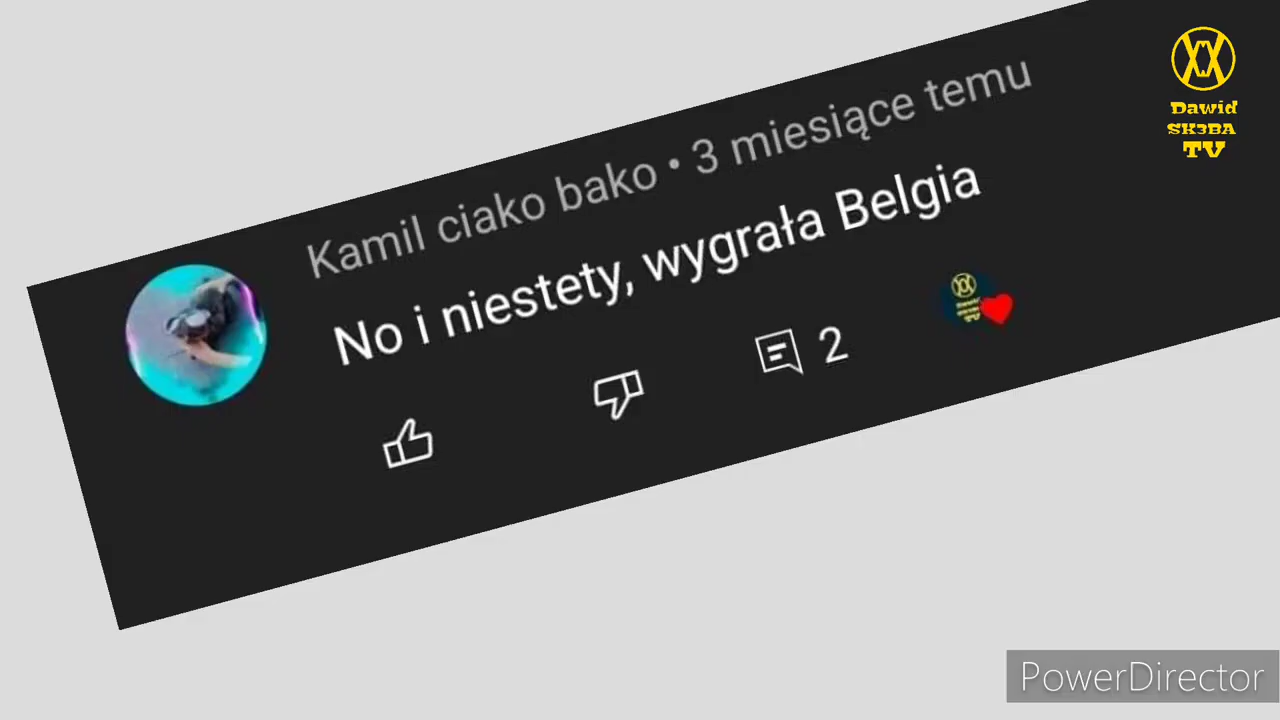 Kamil ciako bako • 3 miesiące temu
No i niestety, wygrała Belgia
2
Dawid
SK3BA
TV
PowerDirector